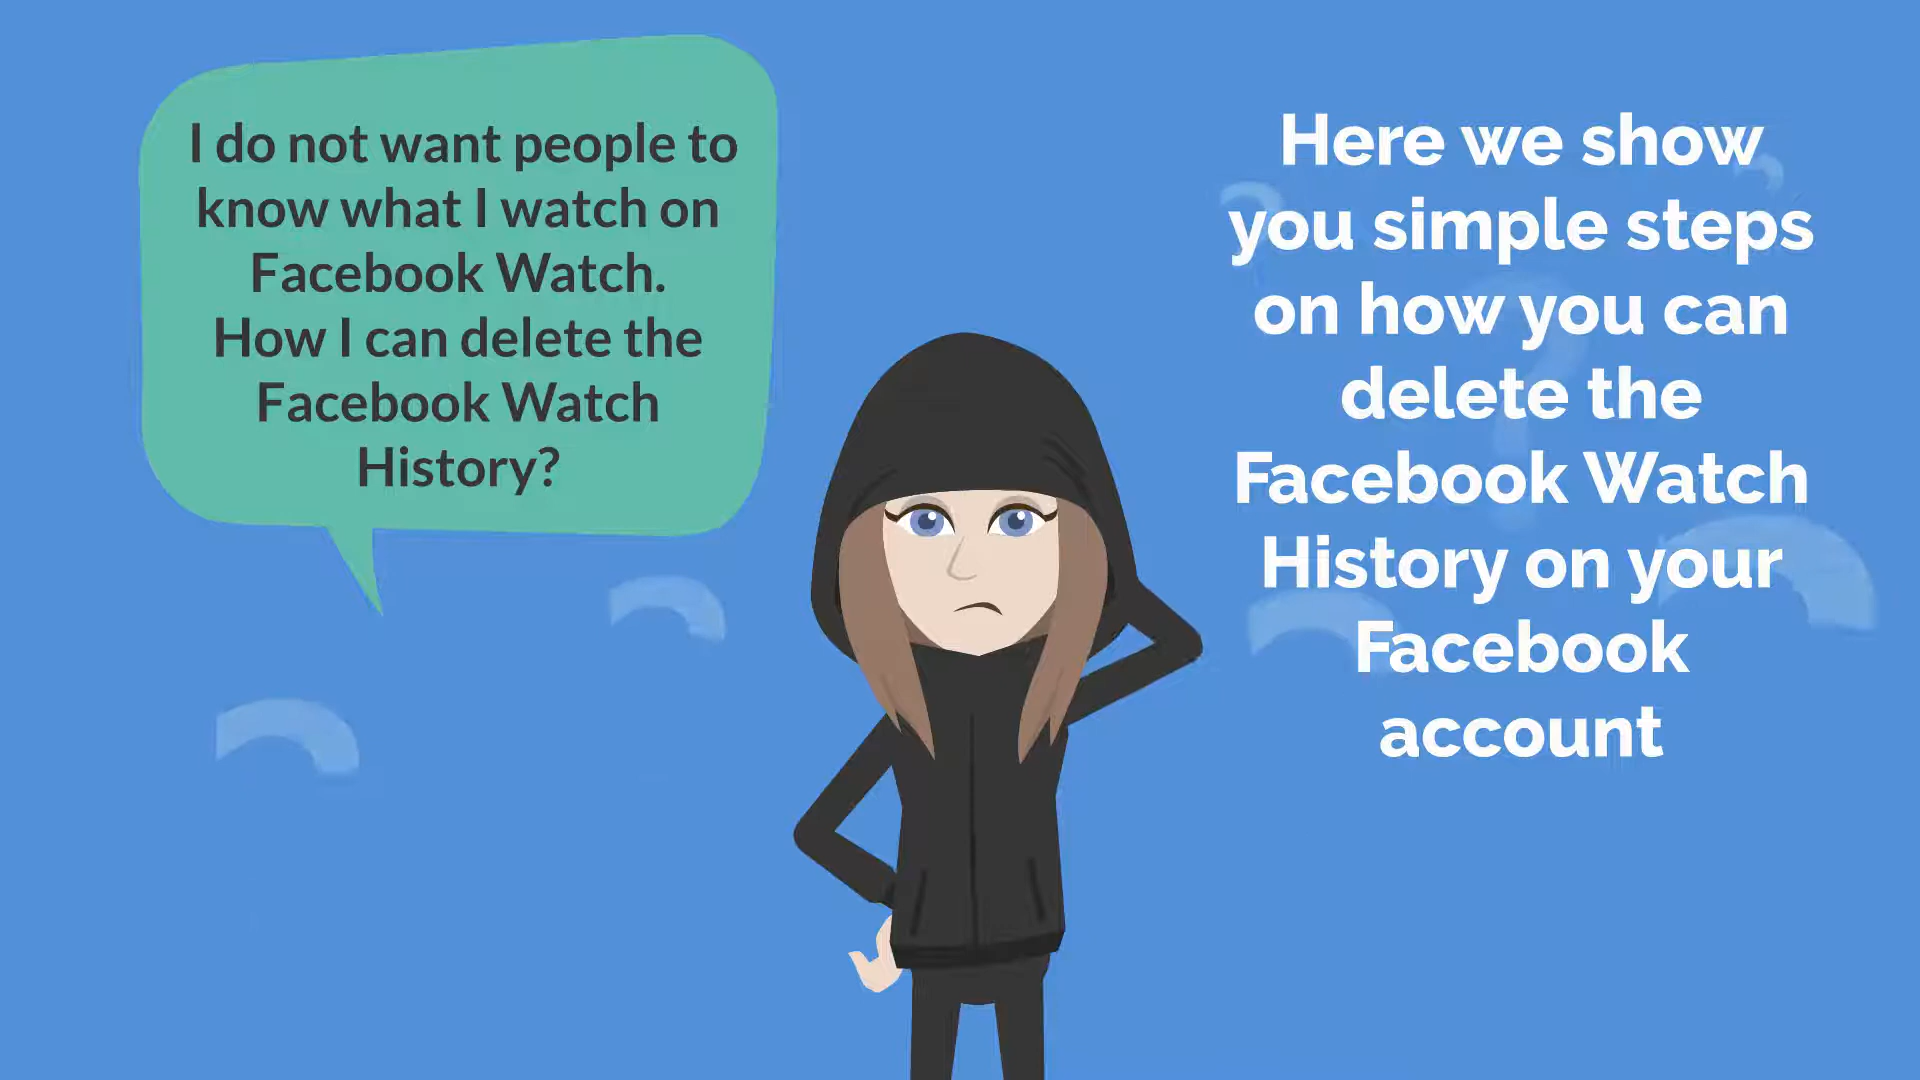 I do not want people to
know what I watch on
Facebook Watch.
How I can delete the
Facebook Watch
History?
Here we show
you simple steps
on how you can
delete the
Facebook Watch
History on your
Facebook
account